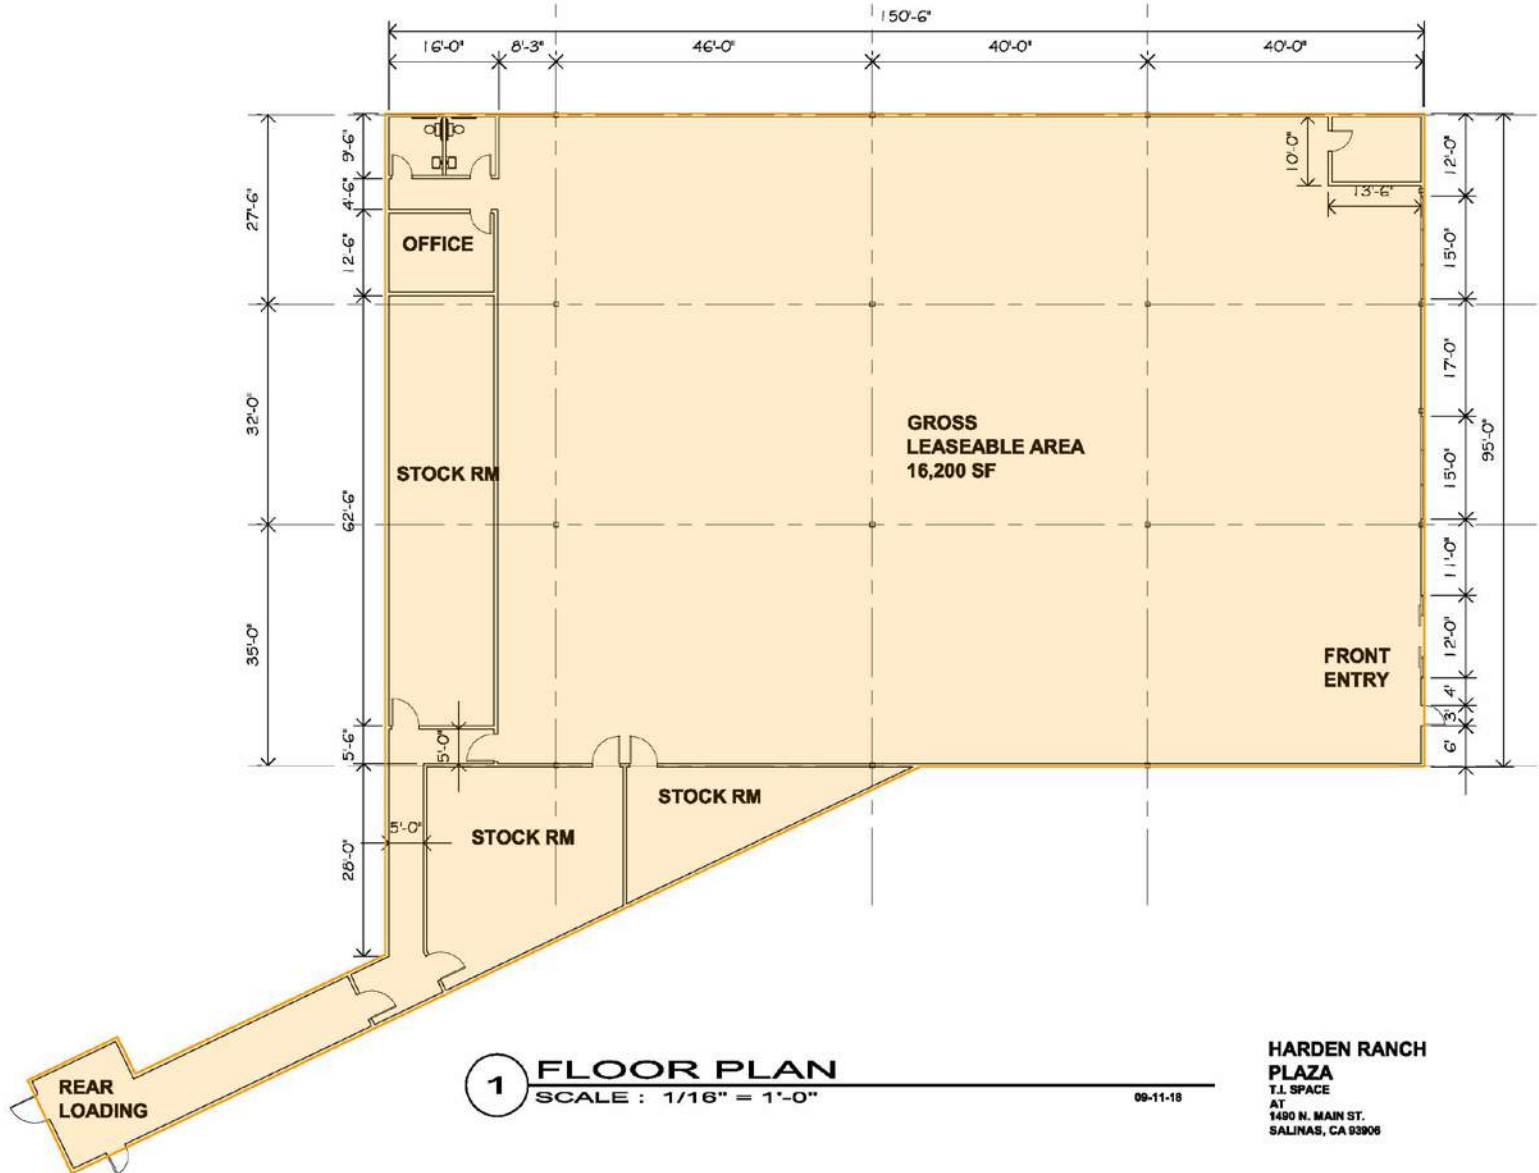 150'-6"
16'-0"
8'-3"
46'-0"
40'-0"
40'-0"
9'-6"
4'-6"
12'-6"
62'-6"
5'-6"
28'-0"
27'-6"
32'-0"
35'-0"
10'-0"
13'-6"
12'-0"
15'-0"
17'-0"
15'-0"
11'-0"
12'-0"
4'
3'
6'
95'-0"
OFFICE
STOCK RM
GROSS
LEASEABLE AREA
16,200 SF
FRONT
ENTRY
5'-0"
5'-0"
STOCK RM
STOCK RM
REAR
LOADING
1
FLOOR PLAN
SCALE : 1/16" = 1'-0"
09-11-18
HARDEN RANCH
PLAZA
T.I. SPACE
AT
1490 N. MAIN ST.
SALINAS, CA 93906